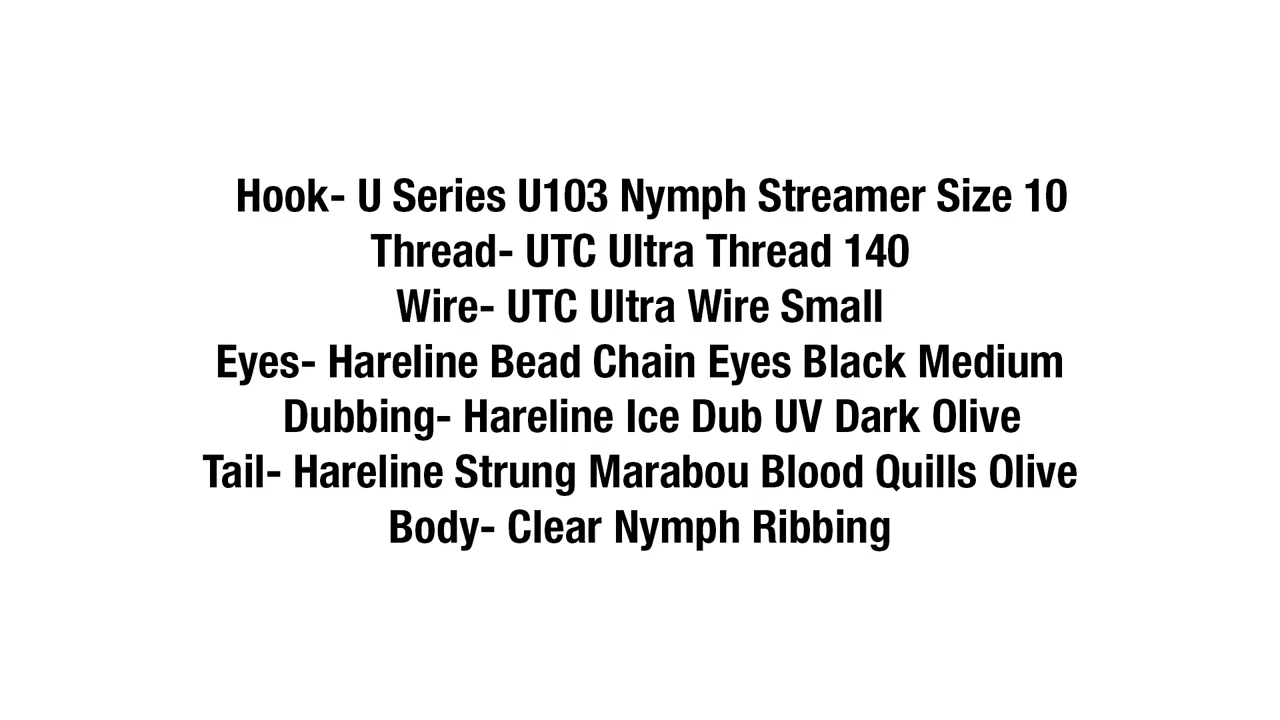 Hook- U Series U103 Nymph Streamer Size 10
Thread- UTC Ultra Thread 140
Wire- UTC Ultra Wire Small
Eyes- Hareline Bead Chain Eyes Black Medium
Dubbing- Hareline Ice Dub UV Dark Olive
Tail- Hareline Strung Marabou Blood Quills Olive
Body- Clear Nymph Ribbing